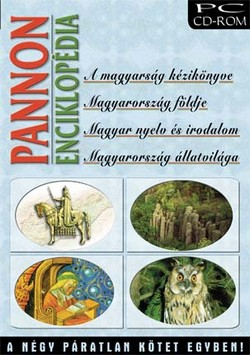 PC
CD-ROM
PANNON
ENCIKLOPÉDIA
A magyarság kézikönyve
Magyarország földje
Magyar nyelv és irodalom
Magyarország állatvilága
A NÉGY PÁRATLAN KÖTET EGYBEN!